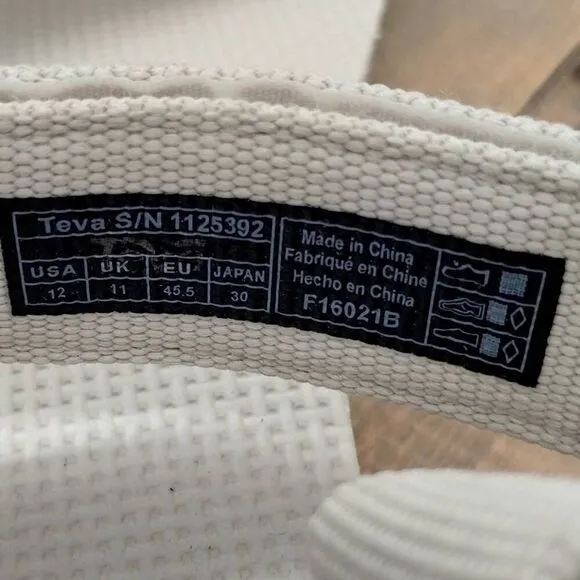 Teva S/N 1125392
USA UK EU JAPAN
12 11 45.5 30
Made in China
Fabriqué en Chine
Hecho en China
F16021B